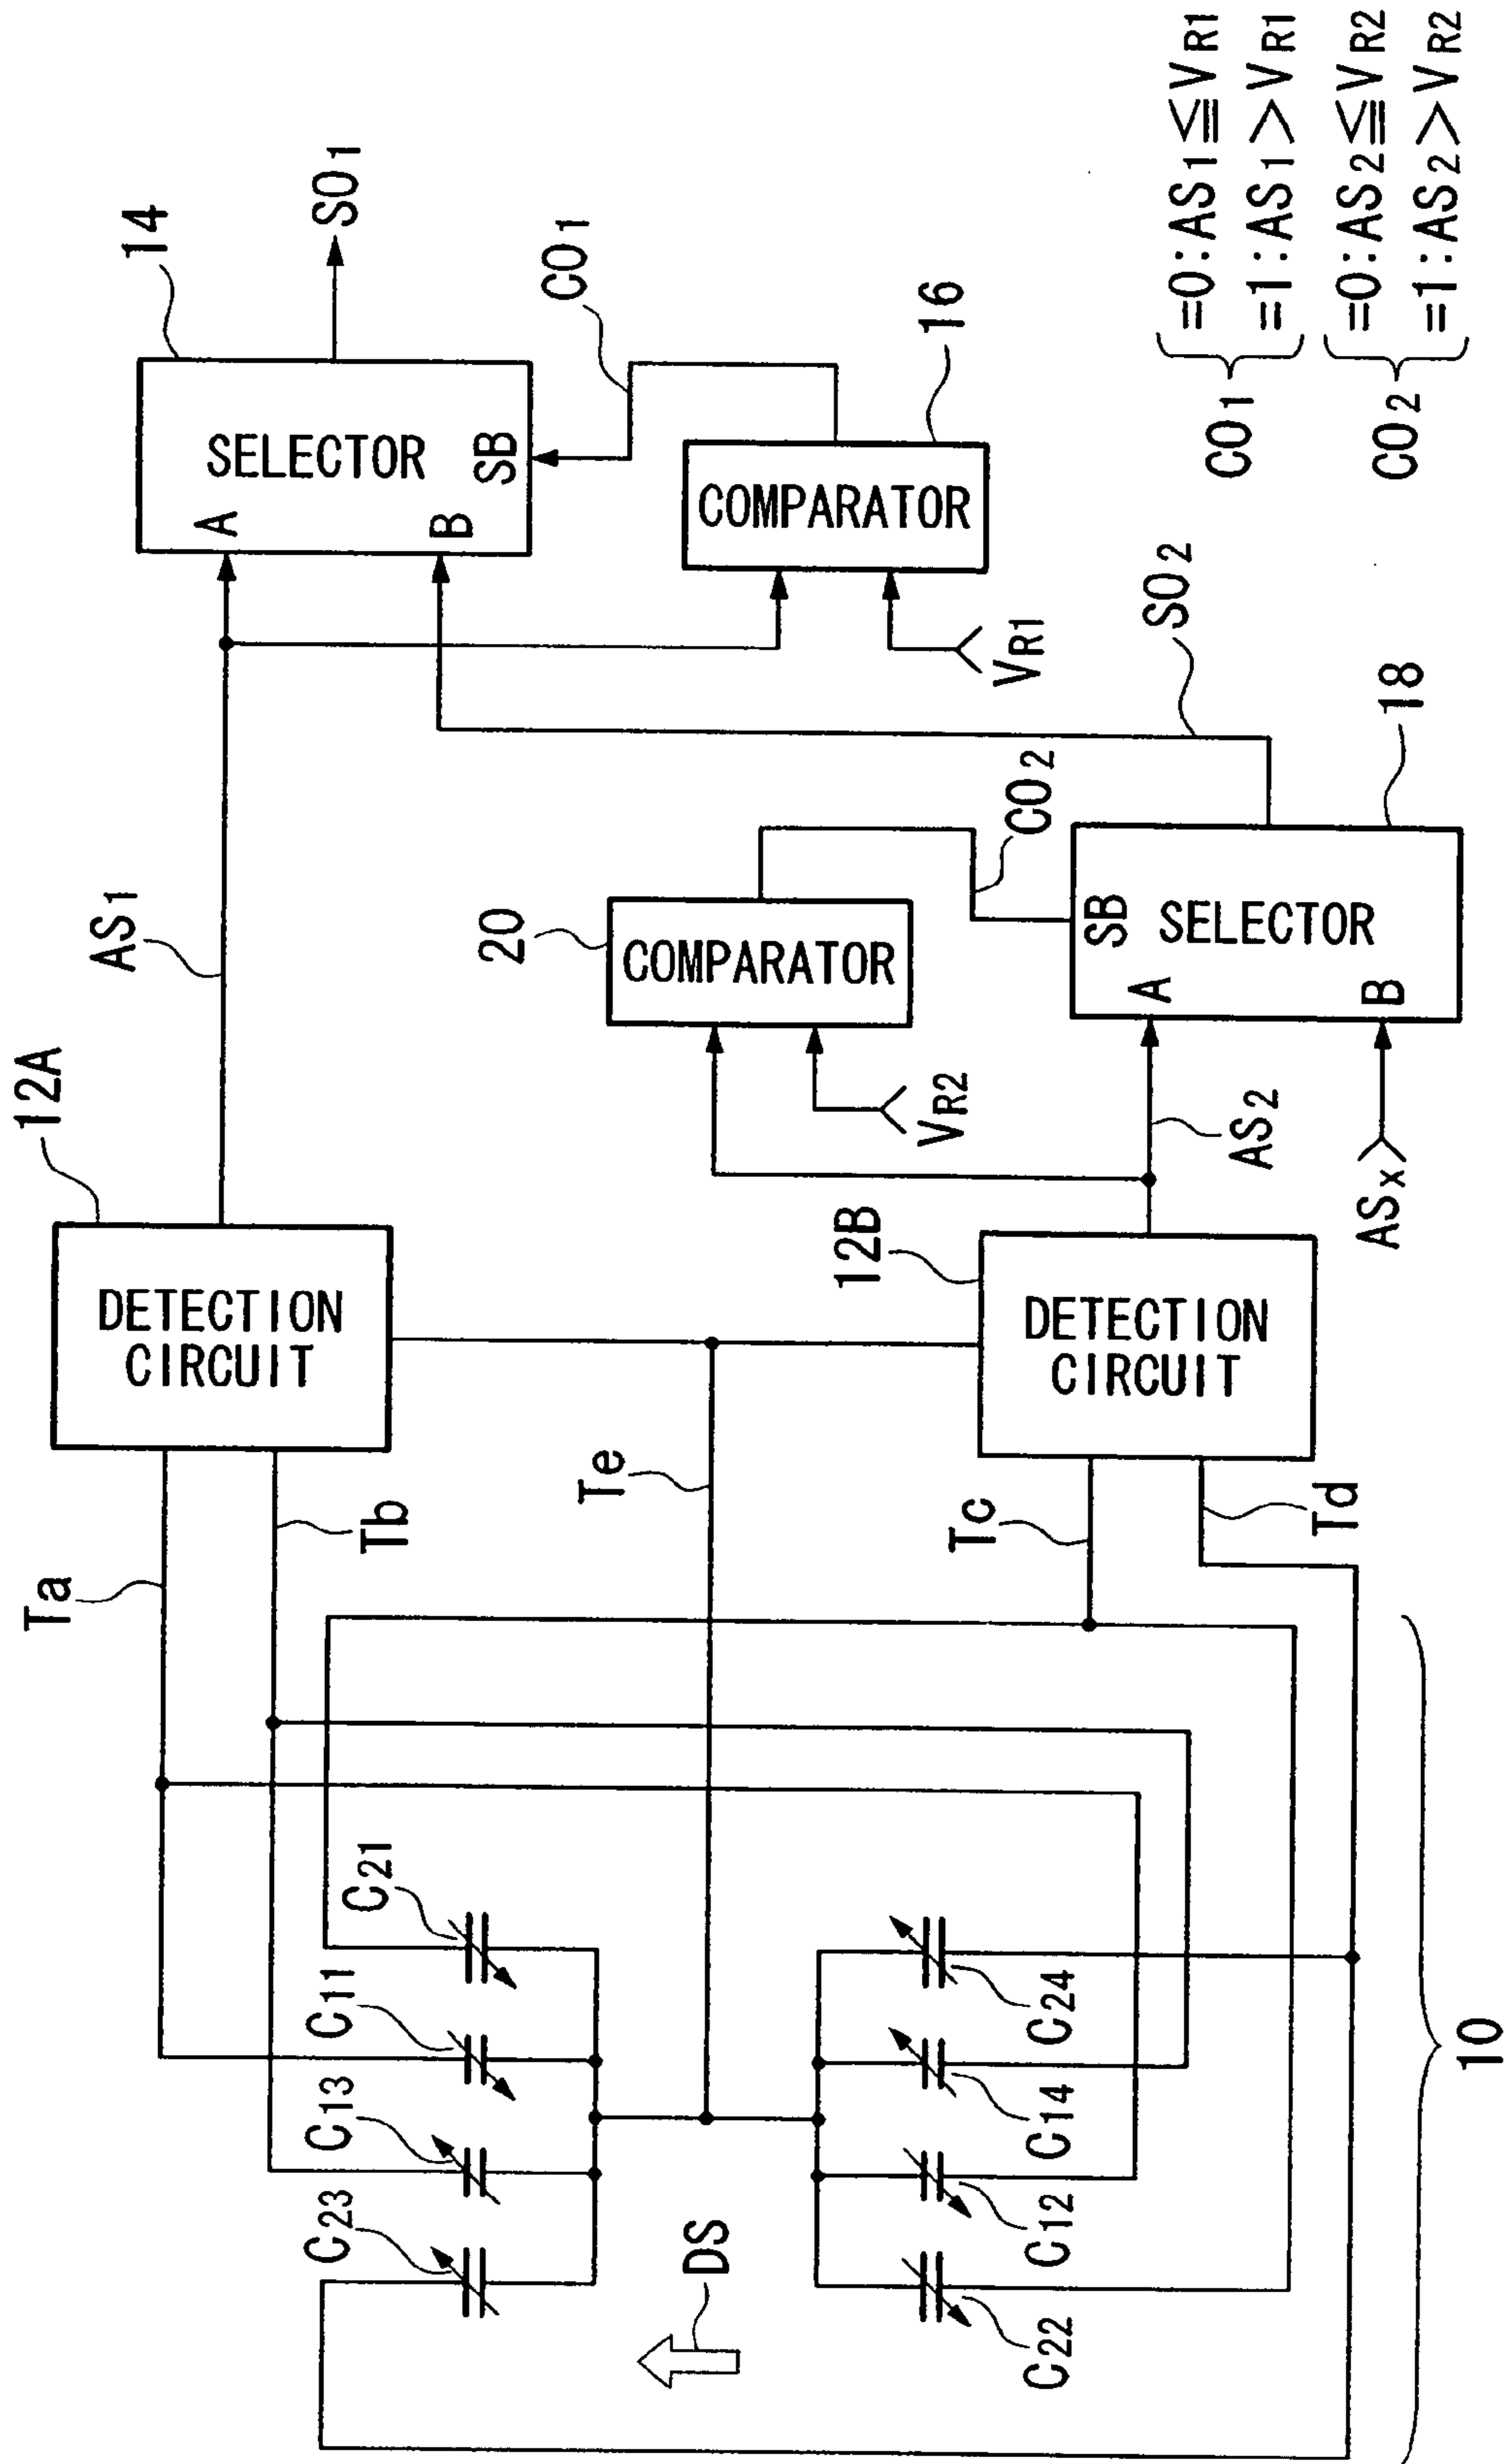 14
SO1
SELECTOR
A
B
SB
CO1
16
COMPARATOR
VR1
AS1
12A
DETECTION
CIRCUIT
Ta
Tb
Te
Tc
Td
12B
DETECTION
CIRCUIT
AS2
ASX
20
COMPARATOR
VR2
CO2
SB
SELECTOR
A
B
18
SO2
C21
C11
C13
C23
C24
C14
C12
C22
DS
10
CO1 =0:AS1≦VR1
=1:AS1>VR1
CO2 =0:AS2≦VR2
=1:AS2>VR2